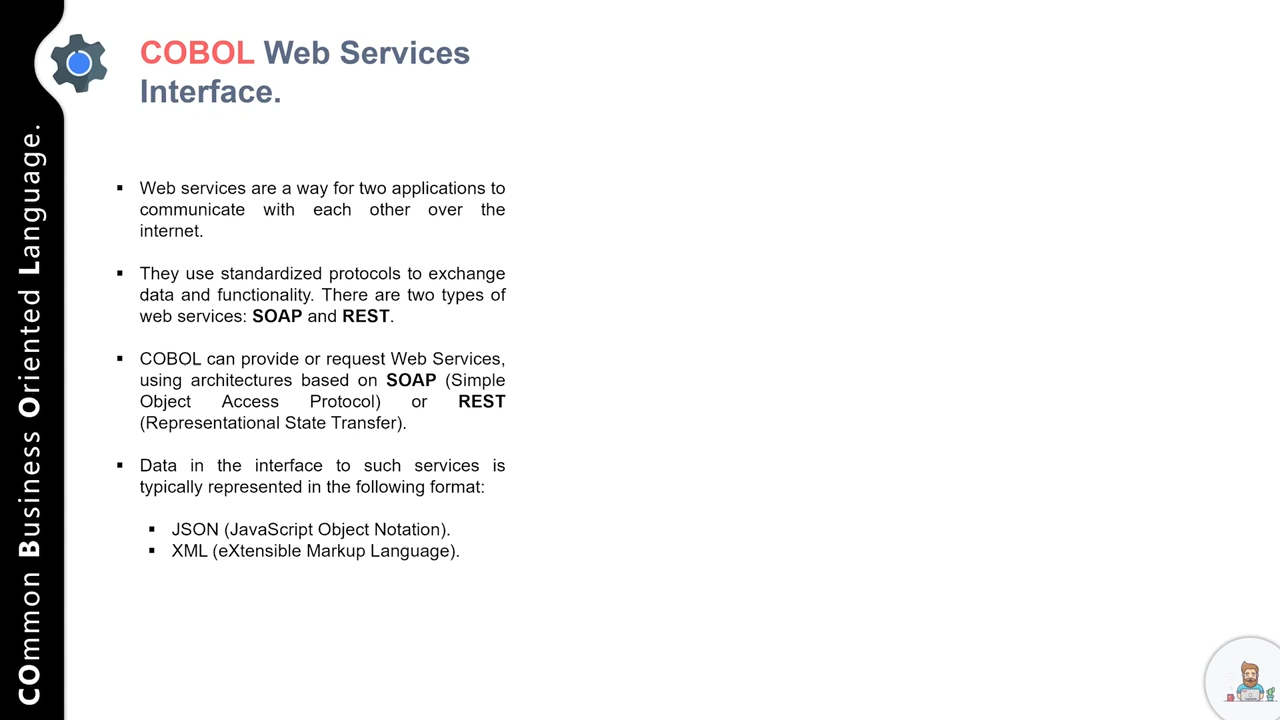 COBOL Web Services
Interface.
▪ Web services are a way for two applications to
communicate with each other over the
internet.
▪ They use standardized protocols to exchange
data and functionality. There are two types of
web services: SOAP and REST.
▪ COBOL can provide or request Web Services,
using architectures based on SOAP (Simple
Object Access Protocol) or REST
(Representational State Transfer).
▪ Data in the interface to such services is
typically represented in the following format:
▪ JSON (JavaScript Object Notation).
▪ XML (eXtensible Markup Language).
COmmon Business Oriented Language.